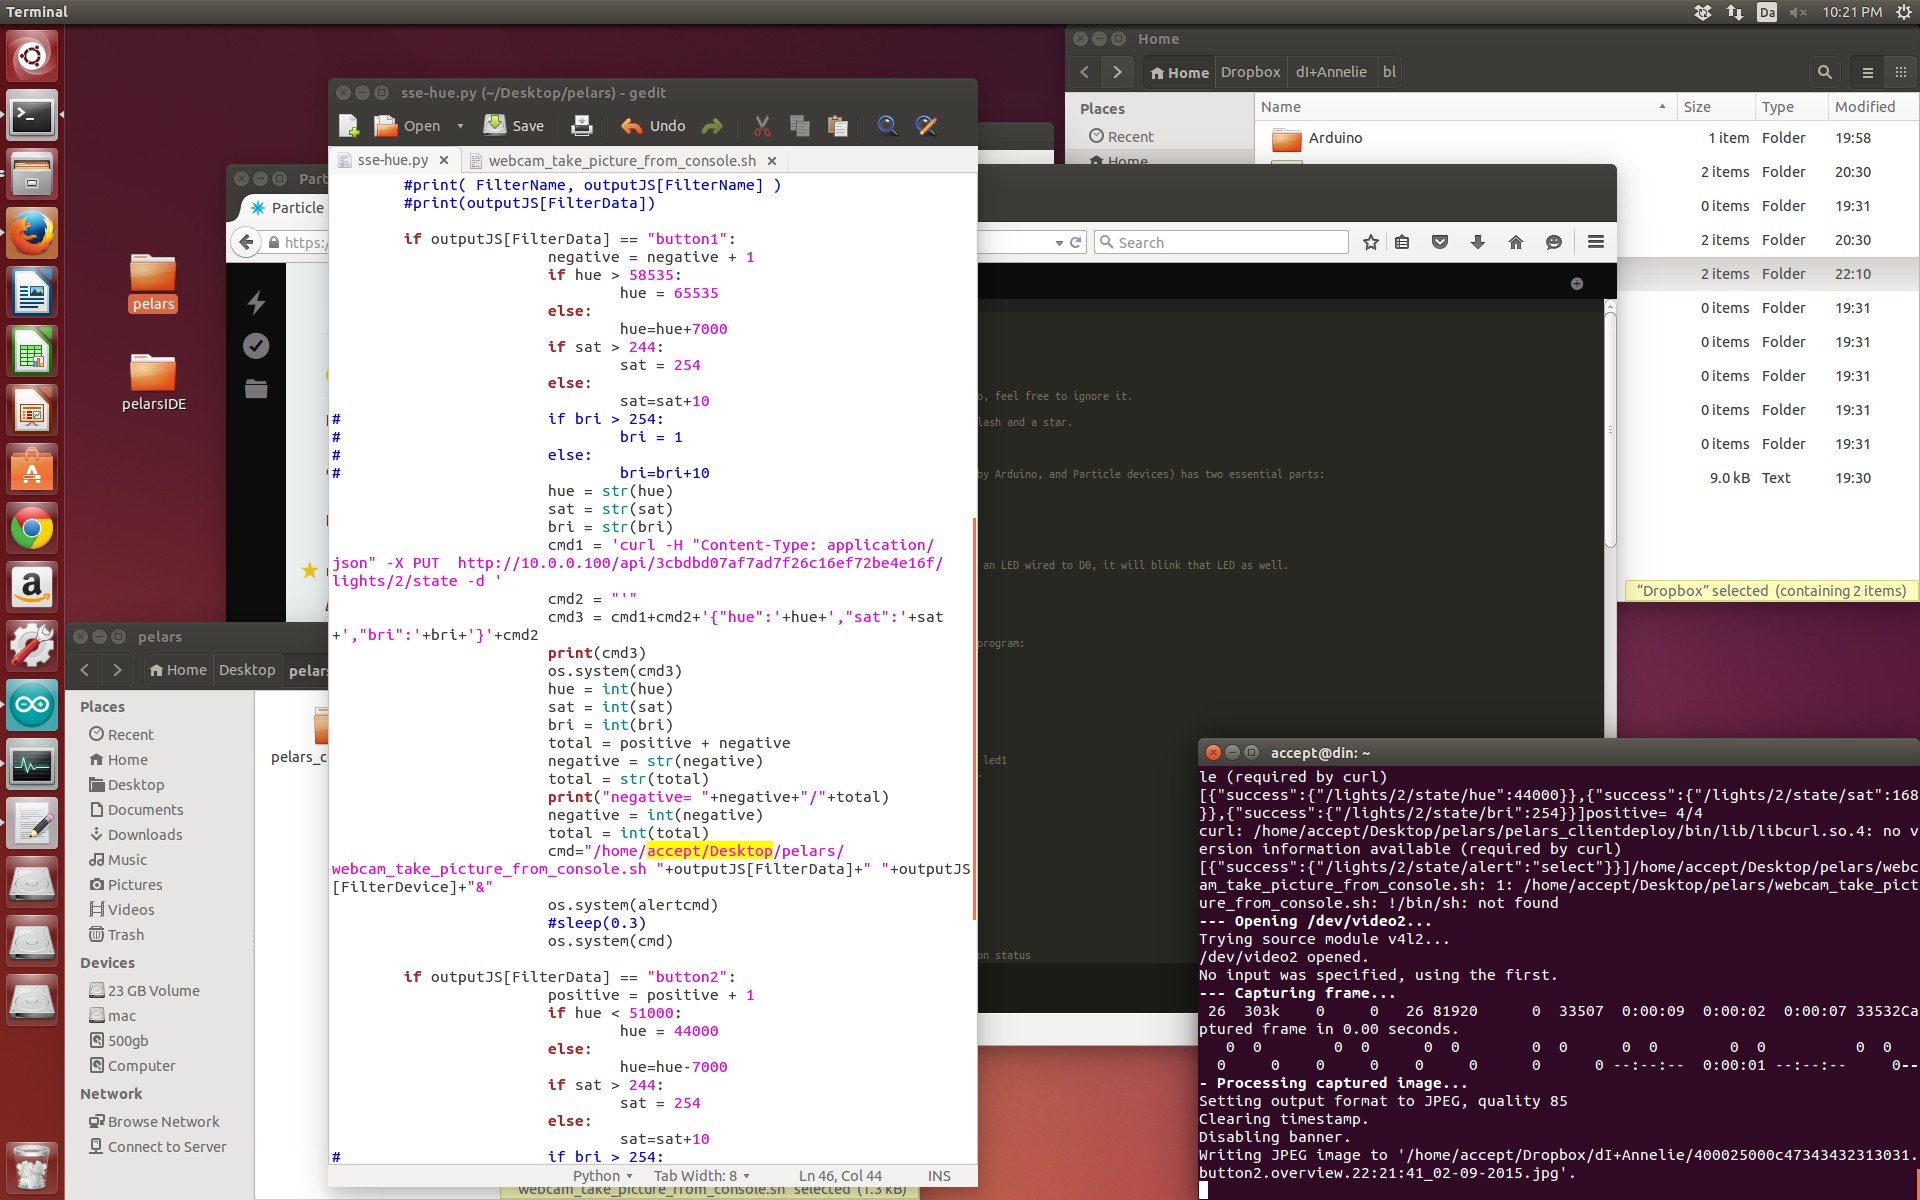 Terminal
Da
10:21 PM
Home
Home
Dropbox
dI+Annelie
bl
Places
Recent
Home
Name
Size
Type
Modified
Arduino
1 item Folder 19:58
2 items Folder 20:30
0 items Folder 19:31
2 items Folder 20:30
2 items Folder 22:10
0 items Folder 19:31
0 items Folder 19:31
0 items Folder 19:31
0 items Folder 19:31
0 items Folder 19:31
9.0 kB Text 19:30
“Dropbox” selected (containing 2 items)
pelars
pelarsIDE
sse-hue.py (~/Desktop/pelars) - gedit
Open
Save
Undo
sse-hue.py
webcam_take_picture_from_console.sh
#print( FilterName, outputJS[FilterName] )
#print(outputJS[FilterData])
if outputJS[FilterData] == "button1":
negative = negative + 1
if hue > 58535:
hue = 65535
else:
hue=hue+7000
if sat > 244:
sat = 254
else:
sat=sat+10
# if bri > 254:
# bri = 1
# else:
# bri=bri+10
hue = str(hue)
sat = str(sat)
bri = str(bri)
cmd1 = 'curl -H "Content-Type: application/
json" -X PUT  http://10.0.0.100/api/3cbdbd07af7ad7f26c16ef72be4e16f/
lights/2/state -d '
cmd2 = "'"
cmd3 = cmd1+cmd2+'{"hue":'+hue+',"sat":'+sat
+',"bri":'+bri+'}'+cmd2
print(cmd3)
os.system(cmd3)
hue = int(hue)
sat = int(sat)
bri = int(bri)
total = positive + negative
negative = str(negative)
total = str(total)
print("negative= "+negative+"/"+total)
negative = int(negative)
total = int(total)
cmd="/home/accept/Desktop/pelars/
webcam_take_picture_from_console.sh "+outputJS[FilterData]+" "+outputJS
[FilterDevice]+"&"
os.system(alertcmd)
#sleep(0.3)
os.system(cmd)
if outputJS[FilterData] == "button2":
positive = positive + 1
if hue < 51000:
hue = 44000
else:
hue=hue-7000
if sat > 244:
sat = 254
else:
sat=sat+10
# if bri > 254:
Python
Tab Width: 8
Ln 46, Col 44
INS
webcam_take_picture_from_console.sh" selected (1.3 kB)
Part
Particle
https:
Search
o, feel free to ignore it.
lash and a star.
by Arduino, and Particle devices) has two essential parts:
an LED wired to D0, it will blink that LED as well.
program:
led1
on status
pelars
Home
Desktop
pelars
Places
Recent
Home
Desktop
Documents
Downloads
Music
Pictures
Videos
Trash
Devices
23 GB Volume
mac
500gb
Computer
Network
Browse Network
Connect to Server
pelars_c
accept@din: ~
le (required by curl)
[{"success":{"/lights/2/state/hue":44000}},{"success":{"/lights/2/state/sat":168
}},{"success":{"/lights/2/state/bri":254}}]positive= 4/4
curl: /home/accept/Desktop/pelars/pelars_clientdeploy/bin/lib/libcurl.so.4: no v
ersion information available (required by curl)
[{"success":{"/lights/2/state/alert":"select"}}]/home/accept/Desktop/pelars/webc
am_take_picture_from_console.sh: 1: /home/accept/Desktop/pelars/webcam_take_pict
ure_from_console.sh: !/bin/sh: not found
--- Opening /dev/video2...
Trying source module v4l2...
/dev/video2 opened.
No input was specified, using the first.
--- Capturing frame...
26 303k 0 0 26 81920 0 33507 0:00:09 0:00:02 0:00:07 33532Ca
ptured frame in 0.00 seconds.
0 0 0 0 0 0 0 0 0 0 0 0 0 0
0 0 0 0 0 0 0 0 --:--:-- 0:00:01 --:--:-- 0--
- Processing captured image...
Setting output format to JPEG, quality 85
Clearing timestamp.
Disabling banner.
Writing JPEG image to '/home/accept/Dropbox/dI+Annelie/400025000c47343432313031.
button2.overview.22:21:41_02-09-2015.jpg'.